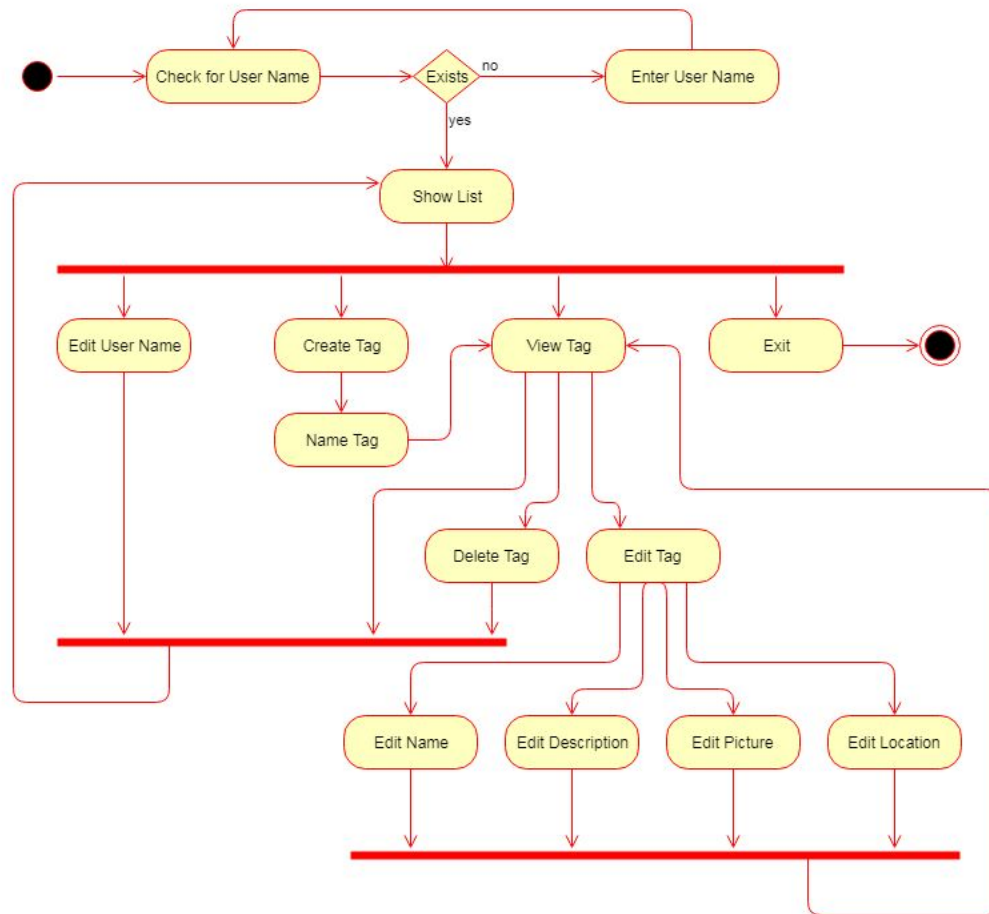 Check for User Name
Exists
no
Enter User Name
yes
Show List
Edit User Name
Create Tag
View Tag
Exit
Name Tag
Delete Tag
Edit Tag
Edit Name
Edit Description
Edit Picture
Edit Location